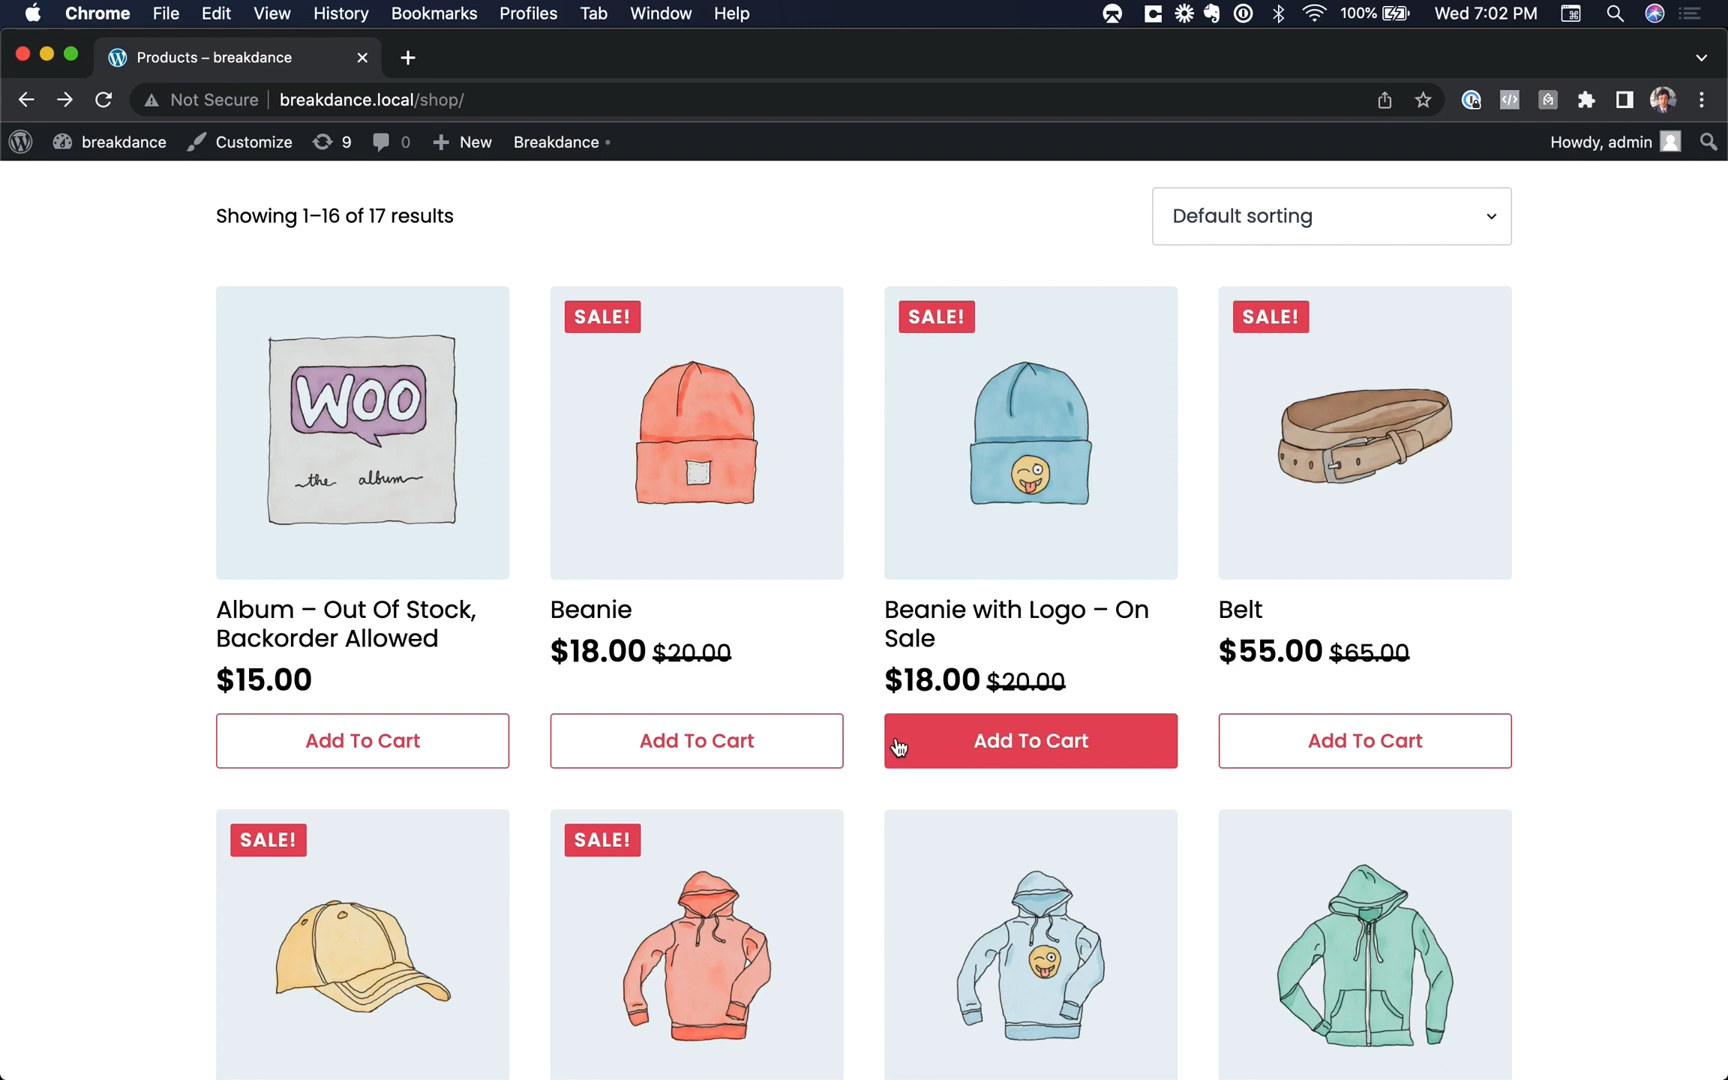 Chrome File Edit View History Bookmarks Profiles Tab Window Help 100% Wed 7:02 PM
Products – breakdance
Not Secure breakdance.local/shop/
breakdance Customize 9 0 New Breakdance Howdy, admin
Showing 1–16 of 17 results Default sorting
SALE! SALE! SALE!
WOO
the album
Album – Out Of Stock, Backorder Allowed
$15.00
Add To Cart
Beanie
$18.00 $20.00
Add To Cart
Beanie with Logo – On Sale
$18.00 $20.00
Add To Cart
Belt
$55.00 $65.00
Add To Cart
SALE! SALE!